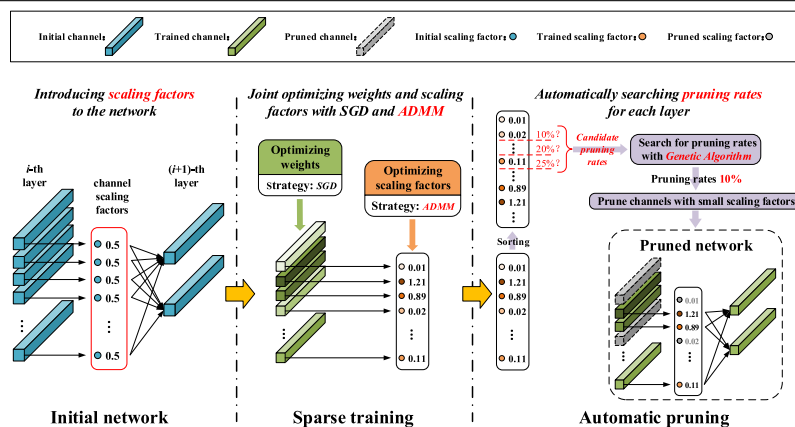 Initial channel: Trained channel: Pruned channel: Initial scaling factor: Trained scaling factor: Pruned scaling factor:
Introducing scaling factors
to the network
i-th
layer
channel
scaling
factors
(i+1)-th
layer
0.5
0.5
0.5
0.5
...
0.5
Initial network
Joint optimizing weights and scaling
factors with SGD and ADMM
Optimizing
weights
Strategy: SGD
Optimizing
scaling factors
Strategy: ADMM
0.01
1.21
0.89
0.02
...
0.11
Sparse training
Automatically searching pruning rates
for each layer
0.01
0.02
...
0.11
...
0.89
1.21
10%?
20%?
25%?
Candidate
pruning
rates
Search for pruning rates
with Genetic Algorithm
Pruning rates 10%
Prune channels with small scaling factors
Sorting
0.01
1.21
0.89
0.02
...
0.11
Pruned network
0.01
1.21
0.89
0.02
...
0.11
Automatic pruning